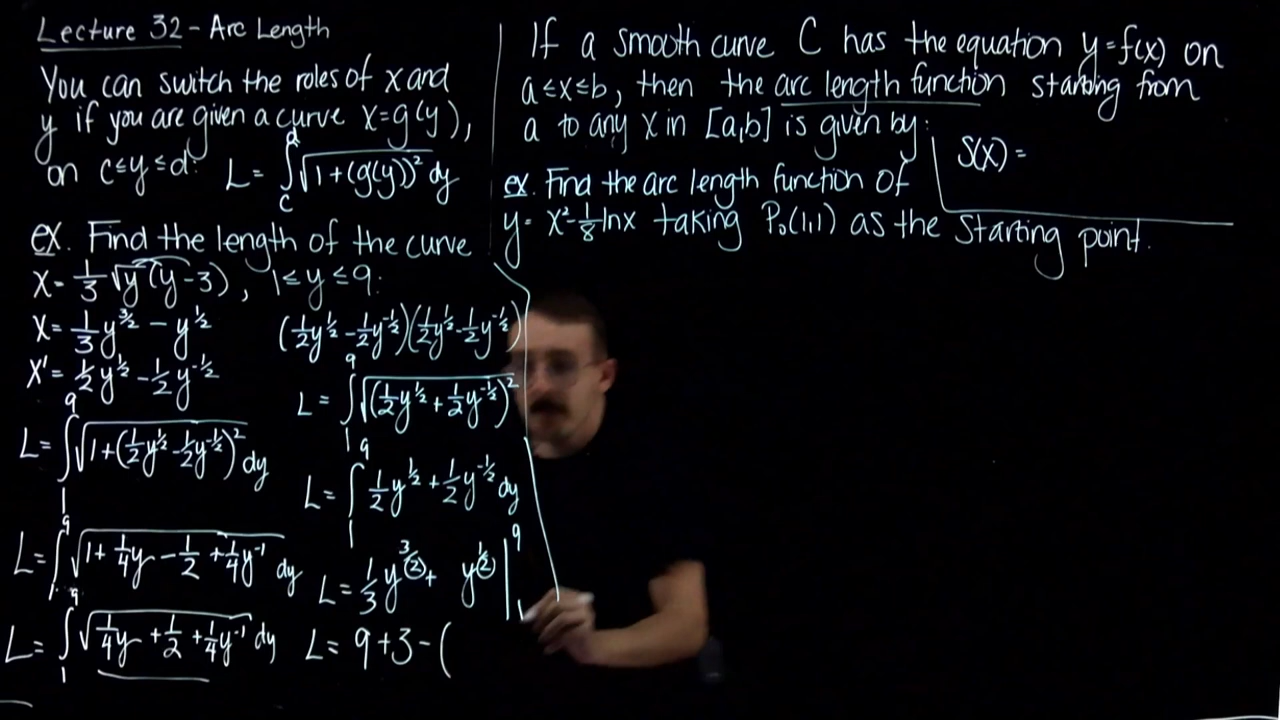 Lecture 32 - Arc Length
You can switch the roles of x and
y if you are given a curve x=g(y),
on c≤y≤d: L = ∫_c^d √(1+(g(y))²) dy
ex. Find the length of the curve
x = 1/3 √y (y-3), 1≤y≤9:
x = 1/3 y^(3/2) - y^(1/2)
x' = 1/2 y^(1/2) - 1/2 y^(-1/2)
L = ∫_1^9 √(1+(1/2 y^(1/2) - 1/2 y^(-1/2))²) dy
L = ∫_1^9 √(1 + 1/4 y - 1/2 + 1/4 y^(-1)) dy
L = ∫_1^9 √(1/4 y + 1/2 + 1/4 y^(-1)) dy
(1/2 y^(1/2) - 1/2 y^(-1/2))(1/2 y^(1/2) - 1/2 y^(-1/2))
L = ∫_1^9 √((1/2 y^(1/2) + 1/2 y^(-1/2))²)
L = ∫_1^9 1/2 y^(1/2) + 1/2 y^(-1/2) dy
L = 1/3 y^(3/2) + y^(1/2) |_1^9
L = 9+3-(
If a smooth curve C has the equation y=f(x) on
a≤x≤b, then the arc length function starting from
a to any x in [a,b] is given by:
S(x) =
ex. Find the arc length function of
y = x² - 1/8 ln x taking P₀(1,1) as the starting point.